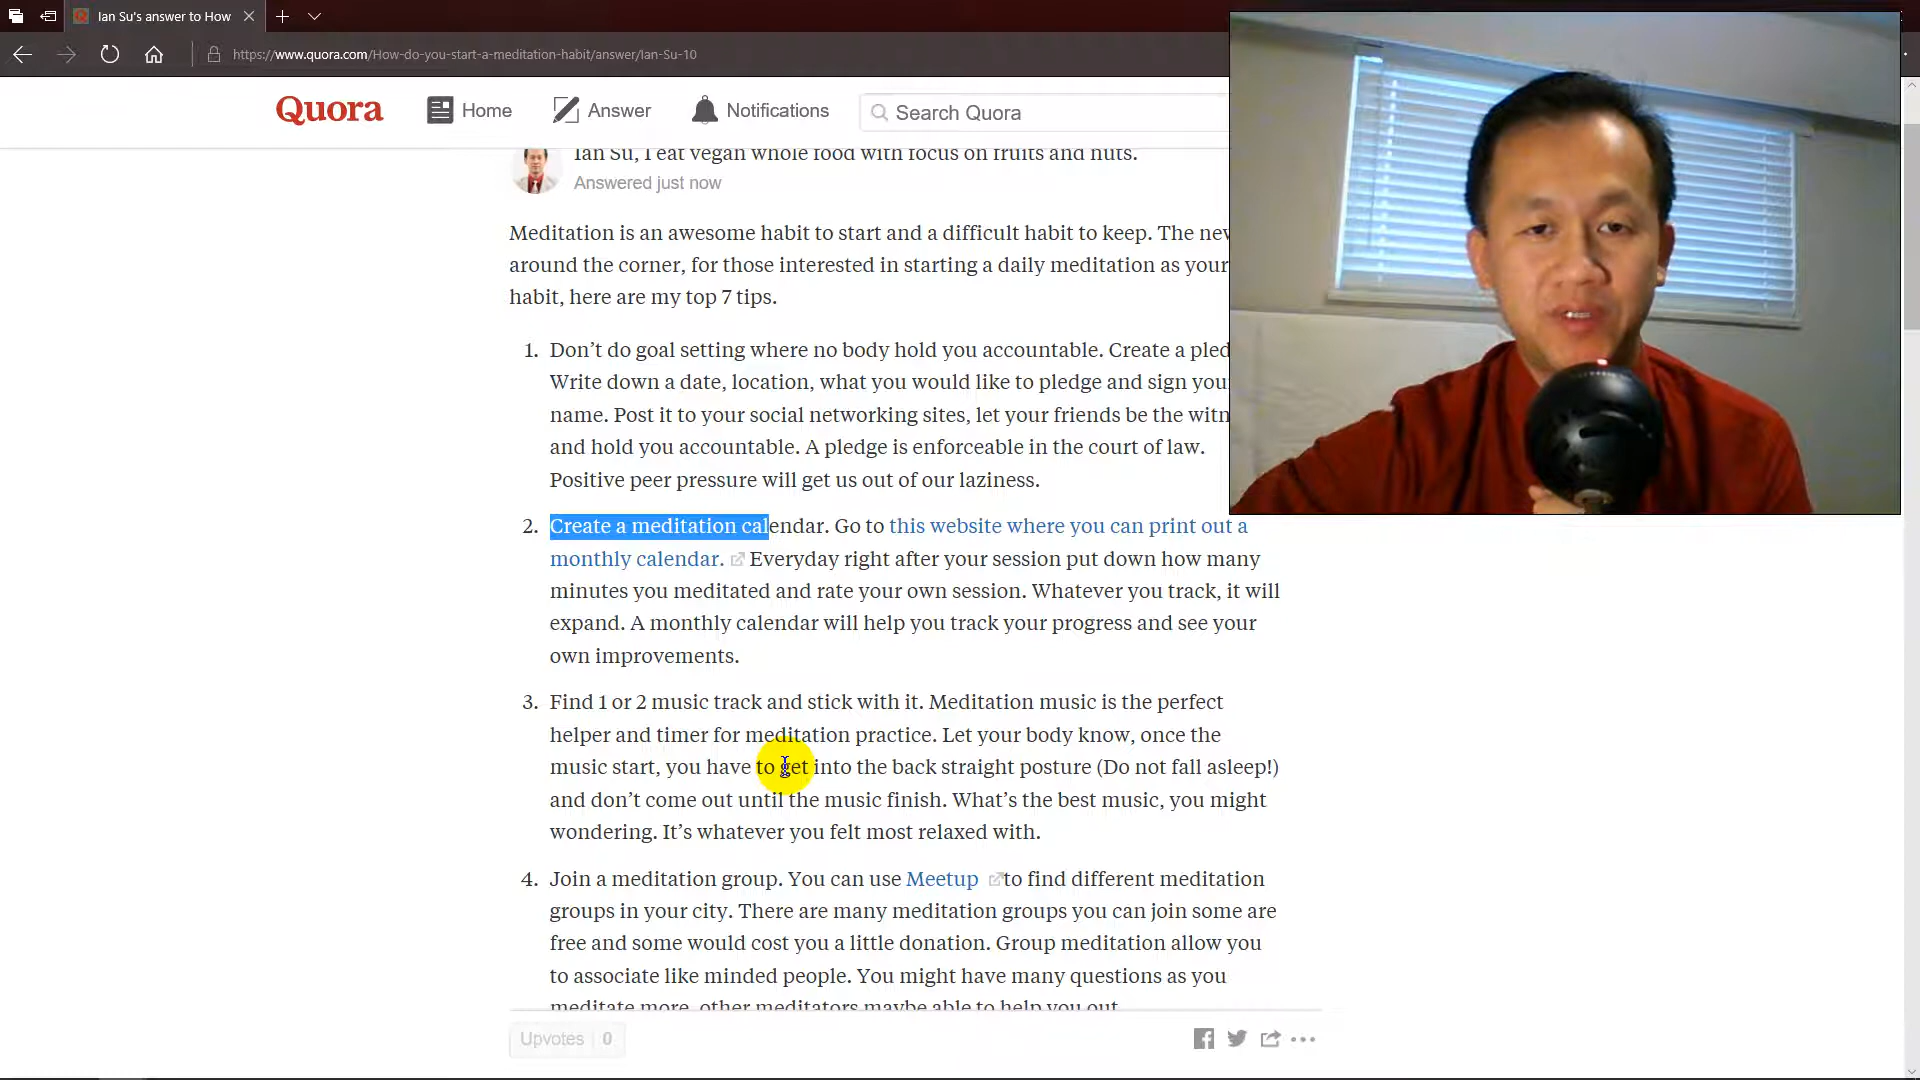 Ian Su's answer to How
https://www.quora.com/How-do-you-start-a-meditation-habit/answer/Ian-Su-10
Quora Home Answer Notifications Search Quora
Ian Su, I eat vegan whole food with focus on fruits and nuts.
Answered just now
Meditation is an awesome habit to start and a difficult habit to keep. The new
around the corner, for those interested in starting a daily meditation as your
habit, here are my top 7 tips.
1. Don't do goal setting where no body hold you accountable. Create a pled
Write down a date, location, what you would like to pledge and sign you
name. Post it to your social networking sites, let your friends be the witn
and hold you accountable. A pledge is enforceable in the court of law.
Positive peer pressure will get us out of our laziness.
2. Create a meditation calendar. Go to this website where you can print out a
monthly calendar. Everyday right after your session put down how many
minutes you meditated and rate your own session. Whatever you track, it will
expand. A monthly calendar will help you track your progress and see your
own improvements.
3. Find 1 or 2 music track and stick with it. Meditation music is the perfect
helper and timer for meditation practice. Let your body know, once the
music start, you have to get into the back straight posture (Do not fall asleep!)
and don't come out until the music finish. What's the best music, you might
wondering. It's whatever you felt most relaxed with.
4. Join a meditation group. You can use Meetup to find different meditation
groups in your city. There are many meditation groups you can join some are
free and some would cost you a little donation. Group meditation allow you
to associate like minded people. You might have many questions as you
meditate more, other meditators maybe able to help you out.
Upvotes 0